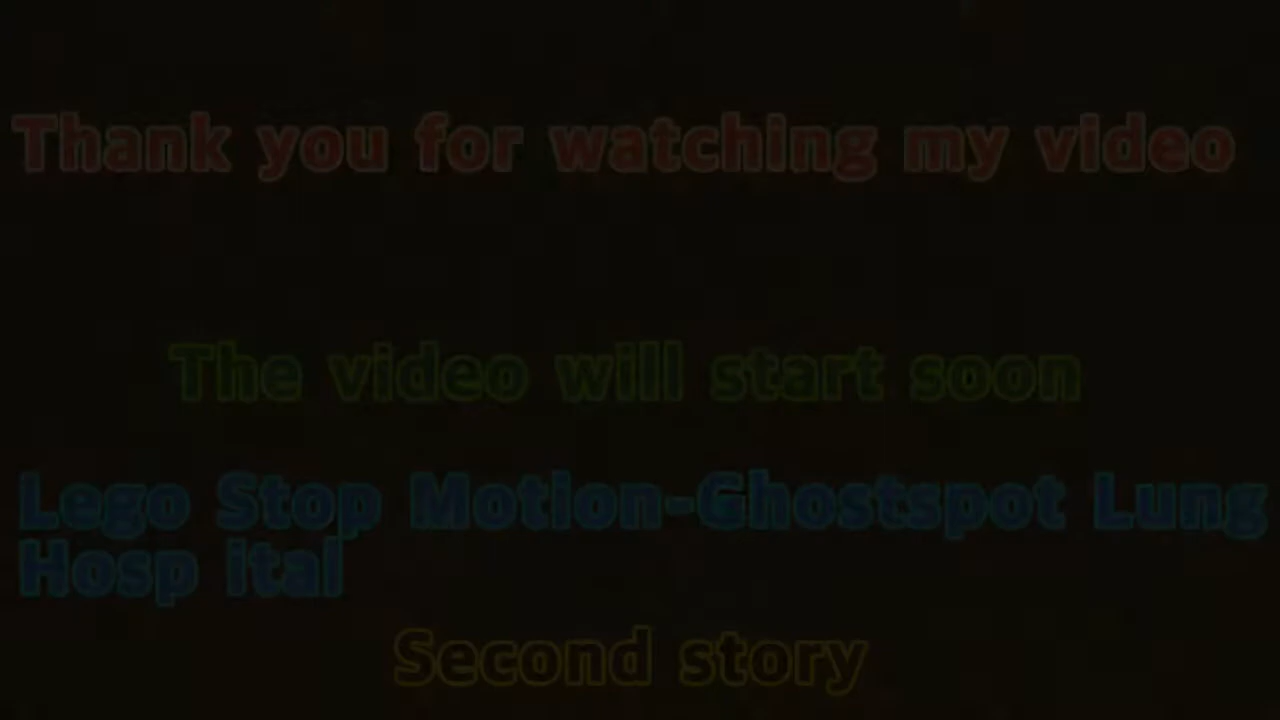 Thank you for watching my video
The video will start soon
Lego Stop Motion-Ghostspot Lung
Hosp ital
Second story